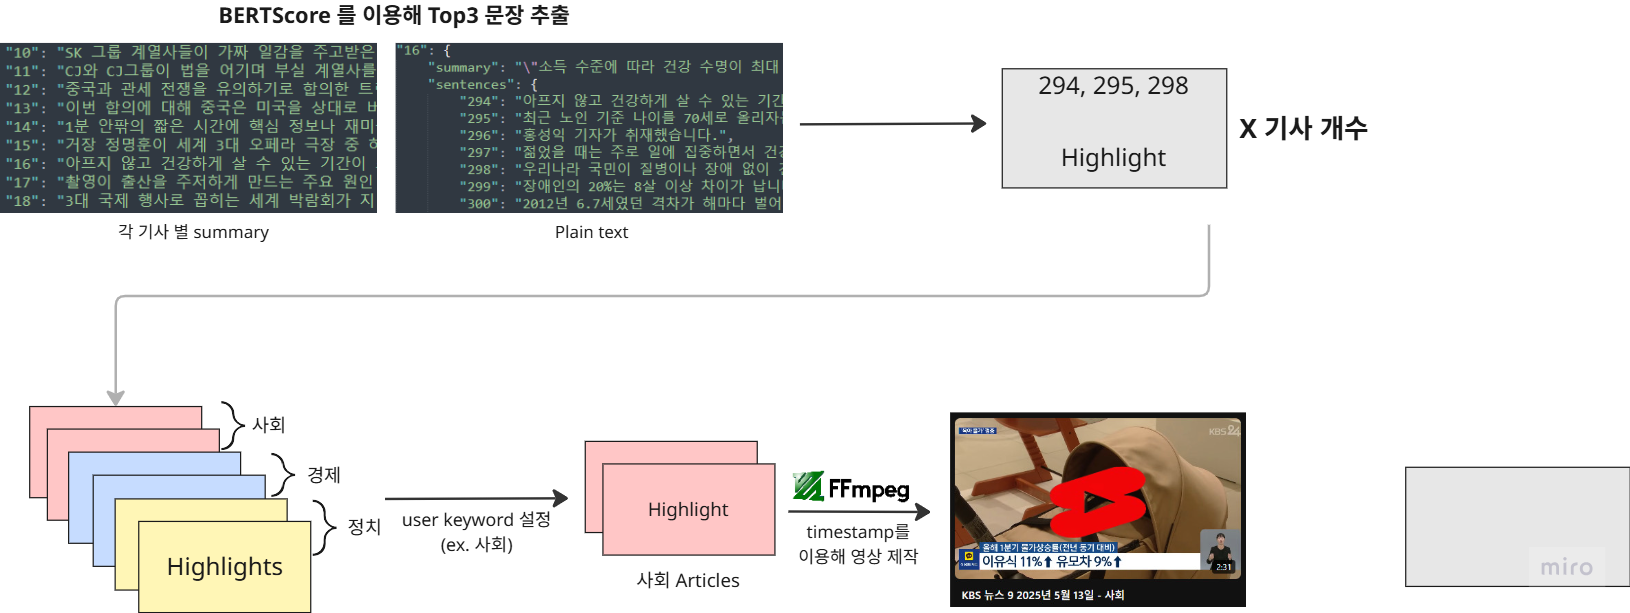 BERTScore 를 이용해 Top3 문장 추출
"10": "SK 그룹 계열사들이 가짜 일감을 주고받은
"11": "CJ와 CJ그룹이 법을 어기며 부실 계열사를
"12": "중국과 관세 전쟁을 유의하기로 합의한 트
"13": "이번 합의에 대해 중국은 미국을 상대로 버
"14": "1분 안팎의 짧은 시간에 핵심 정보나 재미
"15": "거장 정명훈이 세계 3대 오페라 극장 중 하
"16": "아프지 않고 건강하게 살 수 있는 기간이
"17": "촬영이 출산을 주저하게 만드는 주요 원인
"18": "3대 국제 행사로 꼽히는 세계 박람회가 지
각 기사 별 summary
"16": {
"summary": "\"소득 수준에 따라 건강 수명이 최대
"sentences": {
"294": "아프지 않고 건강하게 살 수 있는 기간
"295": "최근 노인 기준 나이를 70세로 올리자
"296": "홍성익 기자가 취재했습니다.",
"297": "젊었을 때는 주로 일에 집중하면서 건
"298": "우리나라 국민이 질병이나 장애 없이
"299": "장애인의 20%는 8살 이상 차이가 납니
"300": "2012년 6.7세였던 격차가 해마다 벌어
Plain text
294, 295, 298
Highlight
X 기사 개수
사회
경제
정치
Highlights
user keyword 설정
(ex. 사회)
Highlight
사회 Articles
FFmpeg
timestamp를
이용해 영상 제작
KBS 24
올해 1분기 물가상승률(전년 동기 대비)
이유식 11%⬆ 유모차 9%⬆
2:31
KBS 뉴스 9 2025년 5월 13일 - 사회
miro